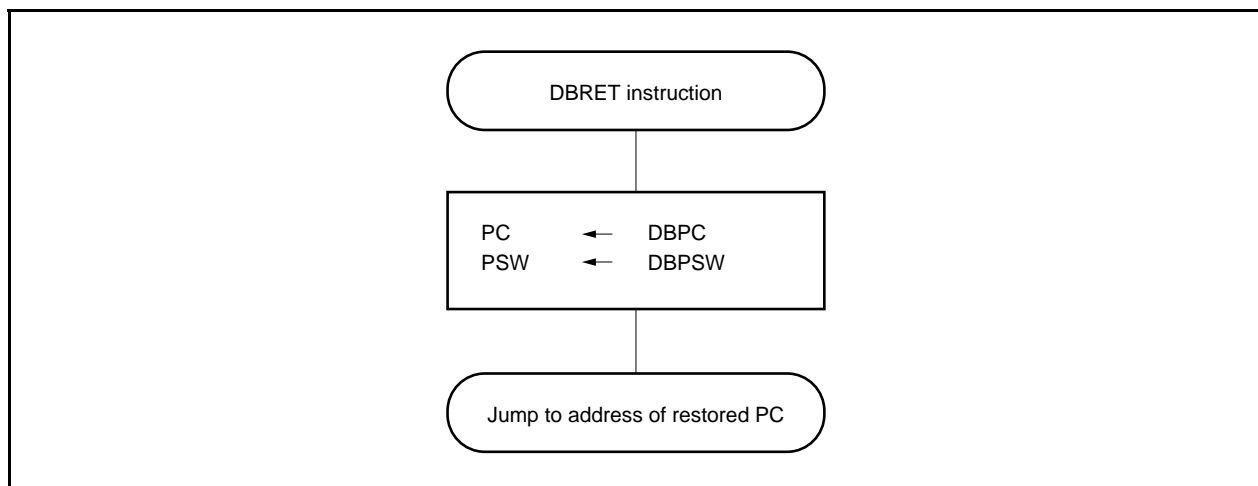 DBRET instruction
PC ← DBPC
PSW ← DBPSW
Jump to address of restored PC